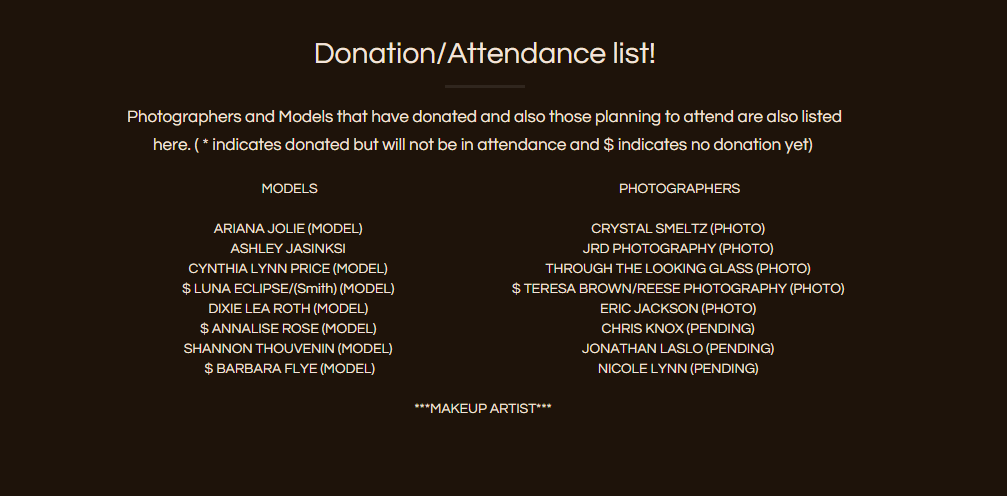 Donation/Attendance list!
Photographers and Models that have donated and also those planning to attend are also listed
here. ( * indicates donated but will not be in attendance and $ indicates no donation yet)
MODELS
ARIANA JOLIE (MODEL)
ASHLEY JASINKSI
CYNTHIA LYNN PRICE (MODEL)
$ LUNA ECLIPSE/(Smith) (MODEL)
DIXIE LEA ROTH (MODEL)
$ ANNALISE ROSE (MODEL)
SHANNON THOUVENIN (MODEL)
$ BARBARA FLYE (MODEL)
PHOTOGRAPHERS
CRYSTAL SMELTZ (PHOTO)
JRD PHOTOGRAPHY (PHOTO)
THROUGH THE LOOKING GLASS (PHOTO)
$ TERESA BROWN/REESE PHOTOGRAPHY (PHOTO)
ERIC JACKSON (PHOTO)
CHRIS KNOX (PENDING)
JONATHAN LASLO (PENDING)
NICOLE LYNN (PENDING)
***MAKEUP ARTIST***